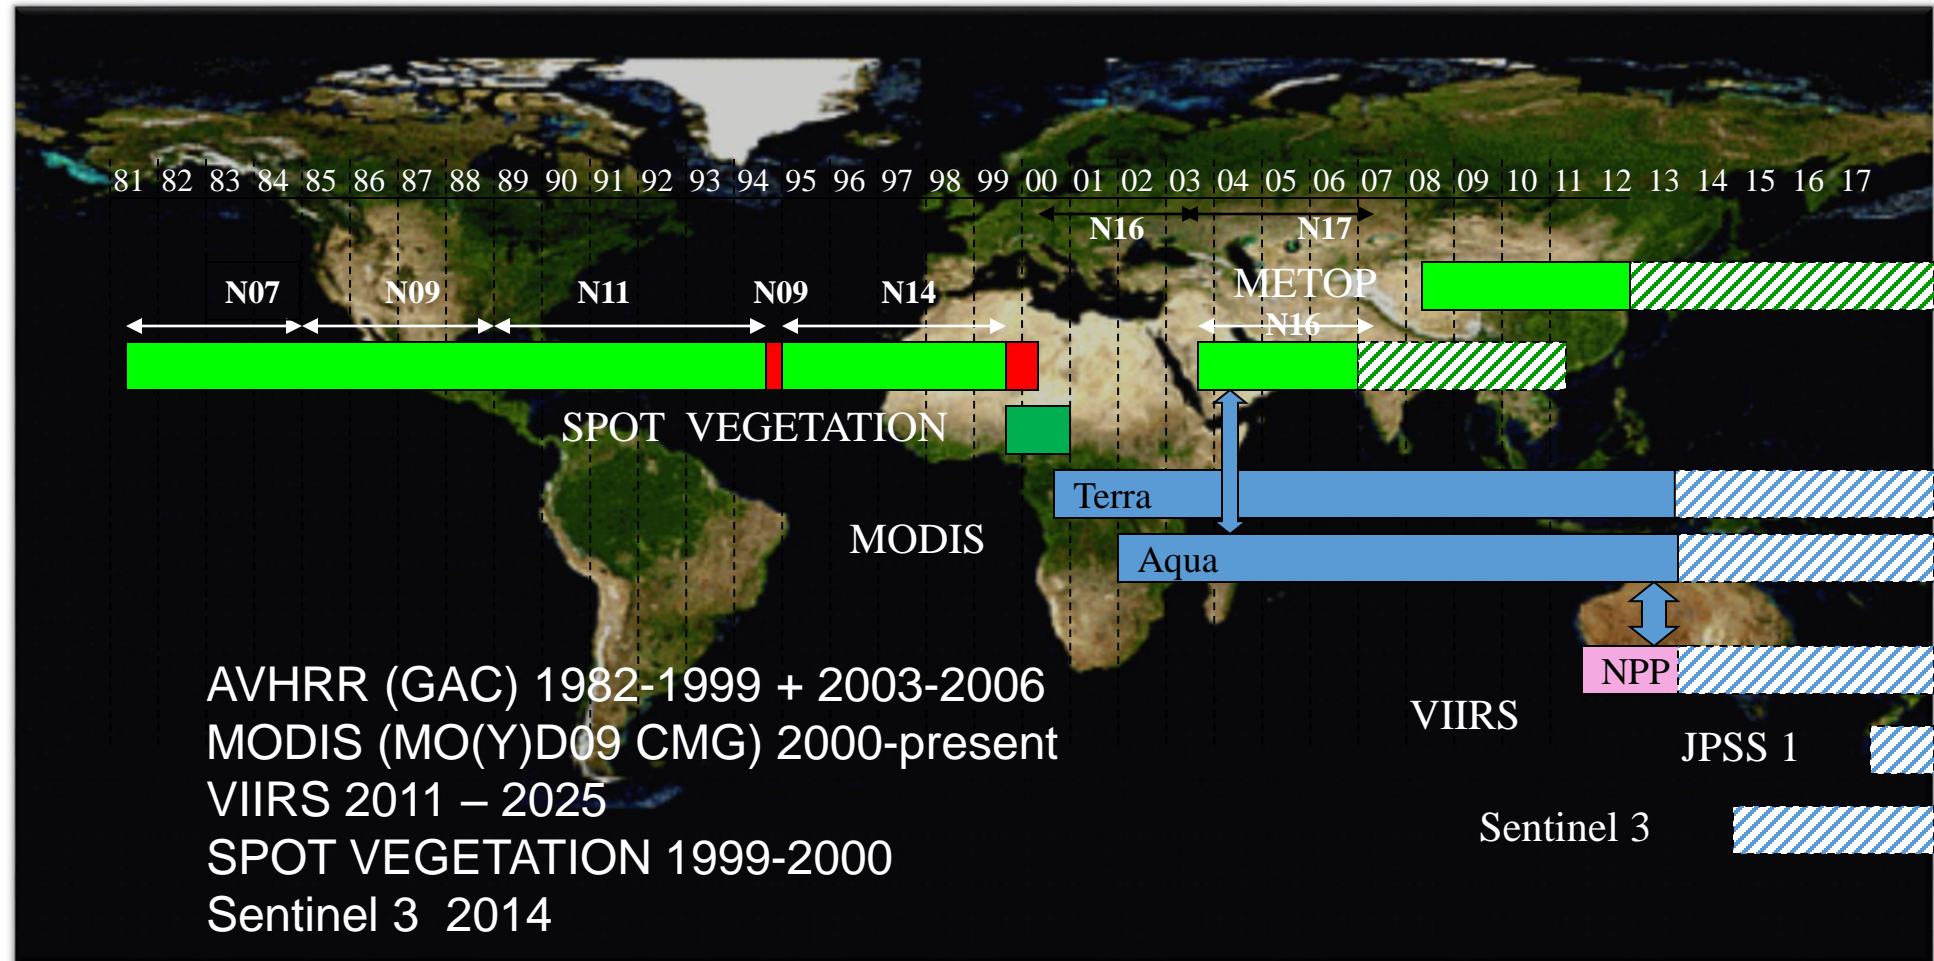 81 82 83 84 85 86 87 88 89 90 91 92 93 94 95 96 97 98 99 00 01 02 03 04 05 06 07 08 09 10 11 12 13 14 15 16 17
N16 N17
N07 N09 N11 N09 N14 METOP
N16
SPOT VEGETATION
Terra
MODIS
Aqua
NPP
VIIRS
JPSS 1
Sentinel 3
AVHRR (GAC) 1982-1999 + 2003-2006
MODIS (MO(Y)D09 CMG) 2000-present
VIIRS 2011 – 2025
SPOT VEGETATION 1999-2000
Sentinel 3 2014